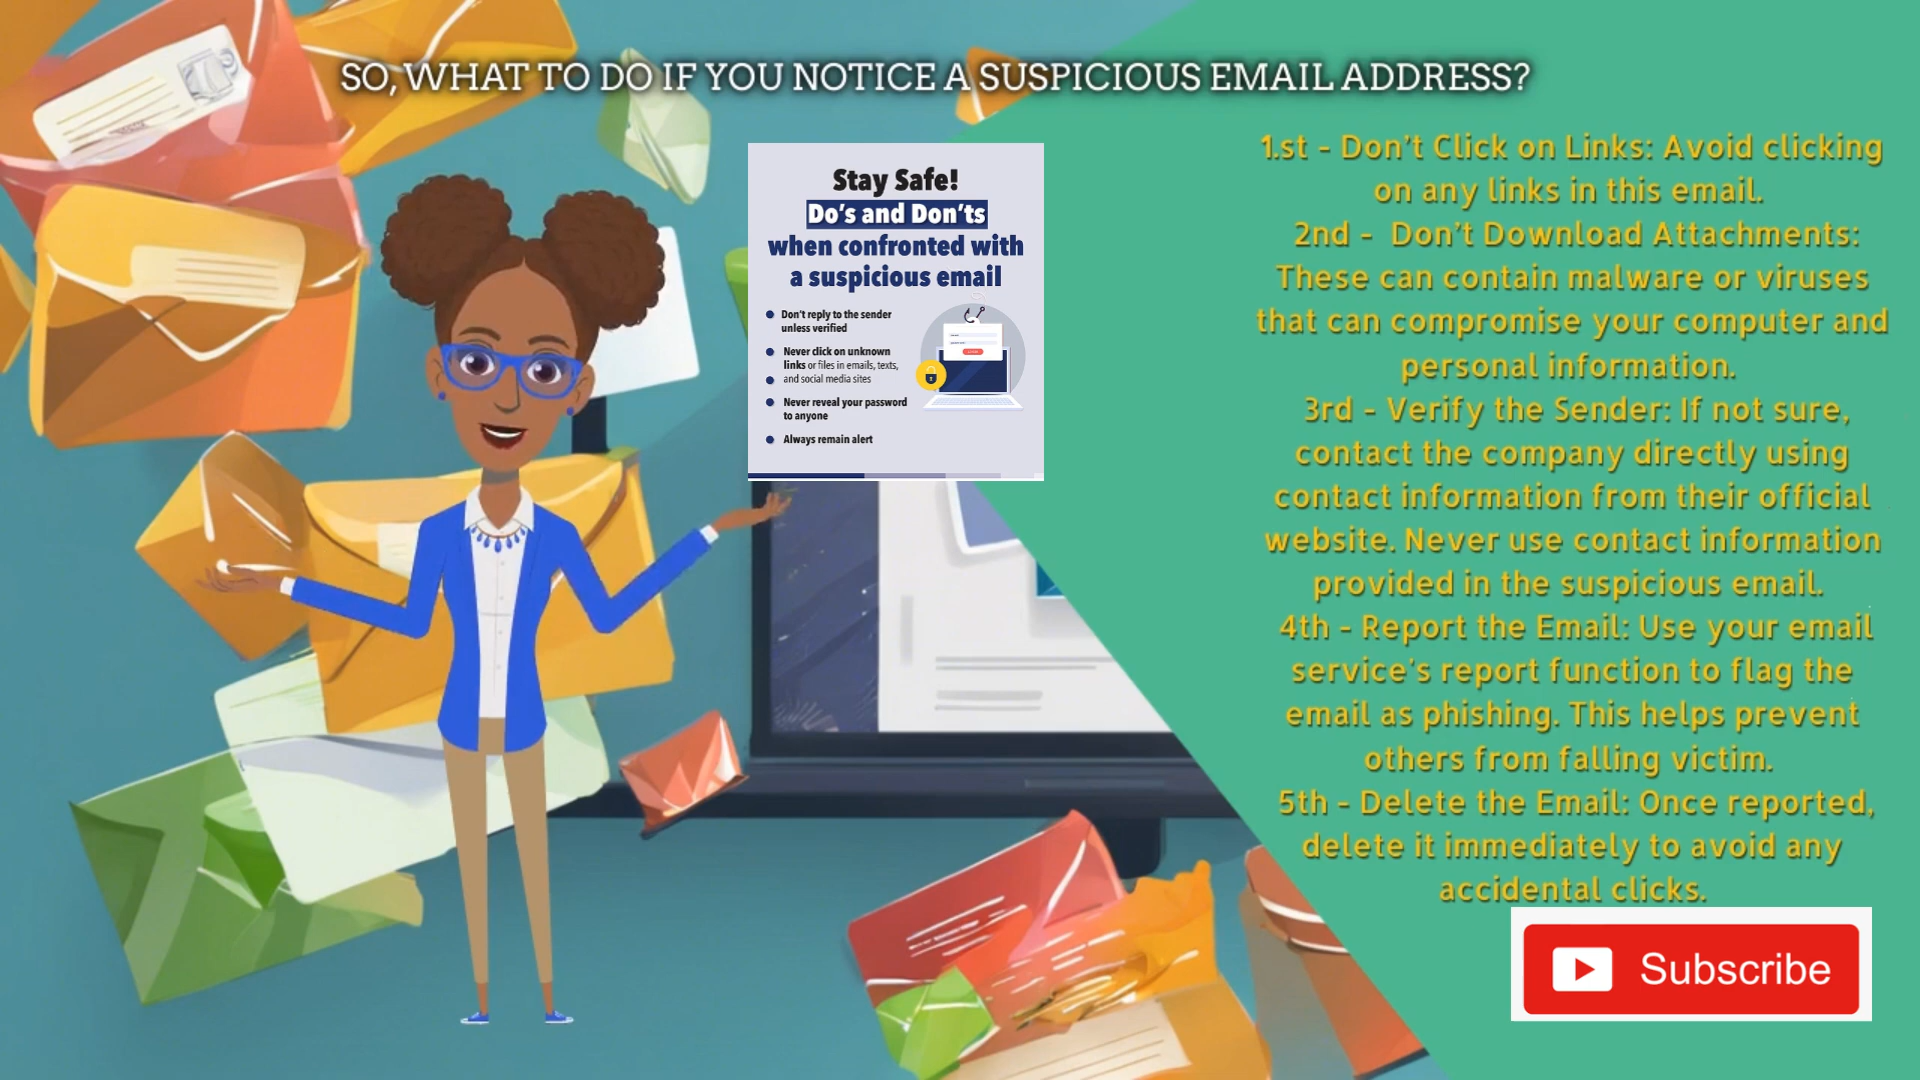 SO, WHAT TO DO IF YOU NOTICE A SUSPICIOUS EMAIL ADDRESS?
Stay Safe!
Do's and Don'ts
when confronted with
a suspicious email
Don't reply to the sender
unless verified
Never click on unknown
links or files in emails, texts,
and social media sites
Never reveal your password
to anyone
Always remain alert
1.st - Don't Click on Links: Avoid clicking
on any links in this email.
2nd - Don't Download Attachments:
These can contain malware or viruses
that can compromise your computer and
personal information.
3rd - Verify the Sender: If not sure,
contact the company directly using
contact information from their official
website. Never use contact information
provided in the suspicious email.
4th - Report the Email: Use your email
service's report function to flag the
email as phishing. This helps prevent
others from falling victim.
5th - Delete the Email: Once reported,
delete it immediately to avoid any
accidental clicks.
Subscribe